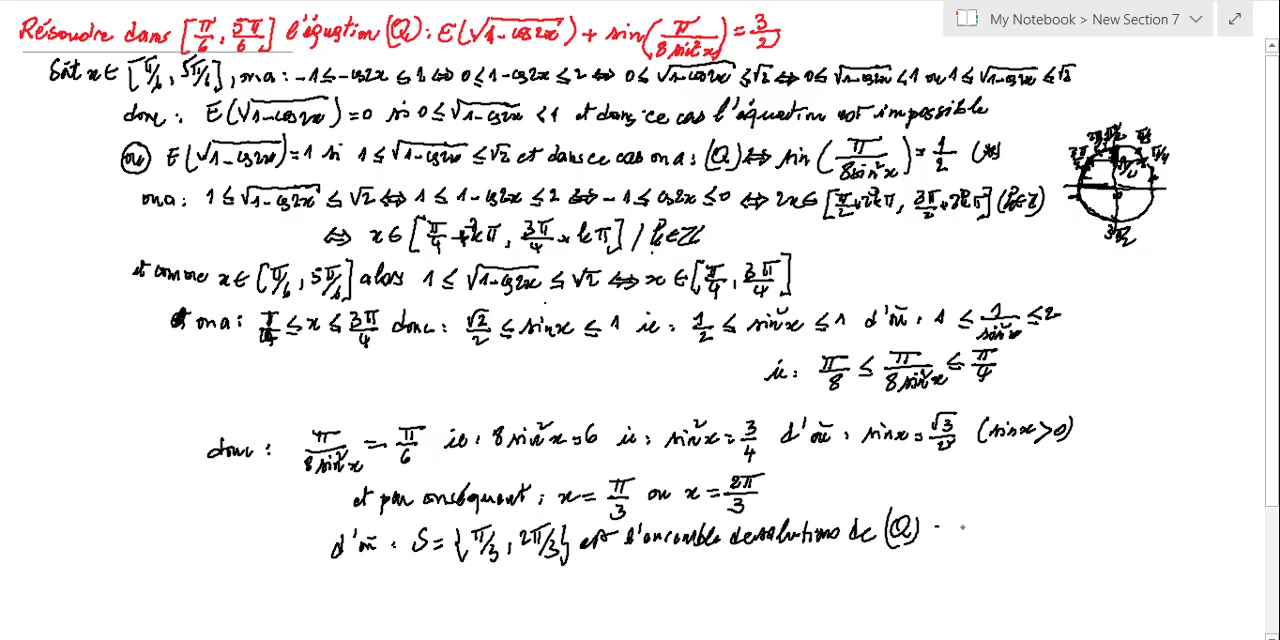 My Notebook > New Section 7
Résoudre dans [π/6, 5π/6] l'équation (Q) : E(√(1-cos2x)) + sin(π/(8sin²x)) = 3/2
Soit x∈[π/6, 5π/6], on a : -1 ≤ -cos2x ≤ 1 ⇔ 0 ≤ 1-cos2x ≤ 2 ⇔ 0 ≤ √(1-cos2x) ≤ √2 ⇔ 0 ≤ √(1-cos2x) < 1 ou 1 ≤ √(1-cos2x) ≤ √2
donc : E(√(1-cos2x)) = 0 si 0 ≤ √(1-cos2x) < 1 et dans ce cas l'équation est impossible
ou E(√(1-cos2x)) = 1 si 1 ≤ √(1-cos2x) ≤ √2 et dans ce cas on a : (Q) ⇔ sin(π/(8sin²x)) = 1/2 (*)
on a : 1 ≤ √(1-cos2x) ≤ √2 ⇔ 1 ≤ 1-cos2x ≤ 2 ⇔ -1 ≤ cos2x ≤ 0 ⇔ 2x∈[π/2+2kπ, 3π/2+2kπ] (k∈Z)
⇔ x∈[π/4+kπ, 3π/4+kπ] / k∈Z
et comme x∈[π/6, 5π/6] alors 1 ≤ √(1-cos2x) ≤ √2 ⇔ x∈[π/4, 3π/4]
on a : π/4 ≤ x ≤ 3π/4 donc : √2/2 ≤ sinx ≤ 1 ie : 1/2 ≤ sin²x ≤ 1 d'où : 1 ≤ 1/sin²x ≤ 2
ie : π/8 ≤ π/(8sin²x) ≤ π/4
donc : π/(8sin²x) = π/6 ie : 8sin²x = 6 ie : sin²x = 3/4 d'où : sinx = √3/2 (sinx>0)
et par conséquent : x = π/3 ou x = 2π/3
d'où : S = {π/3, 2π/3} est l'ensemble de solutions de (Q) .